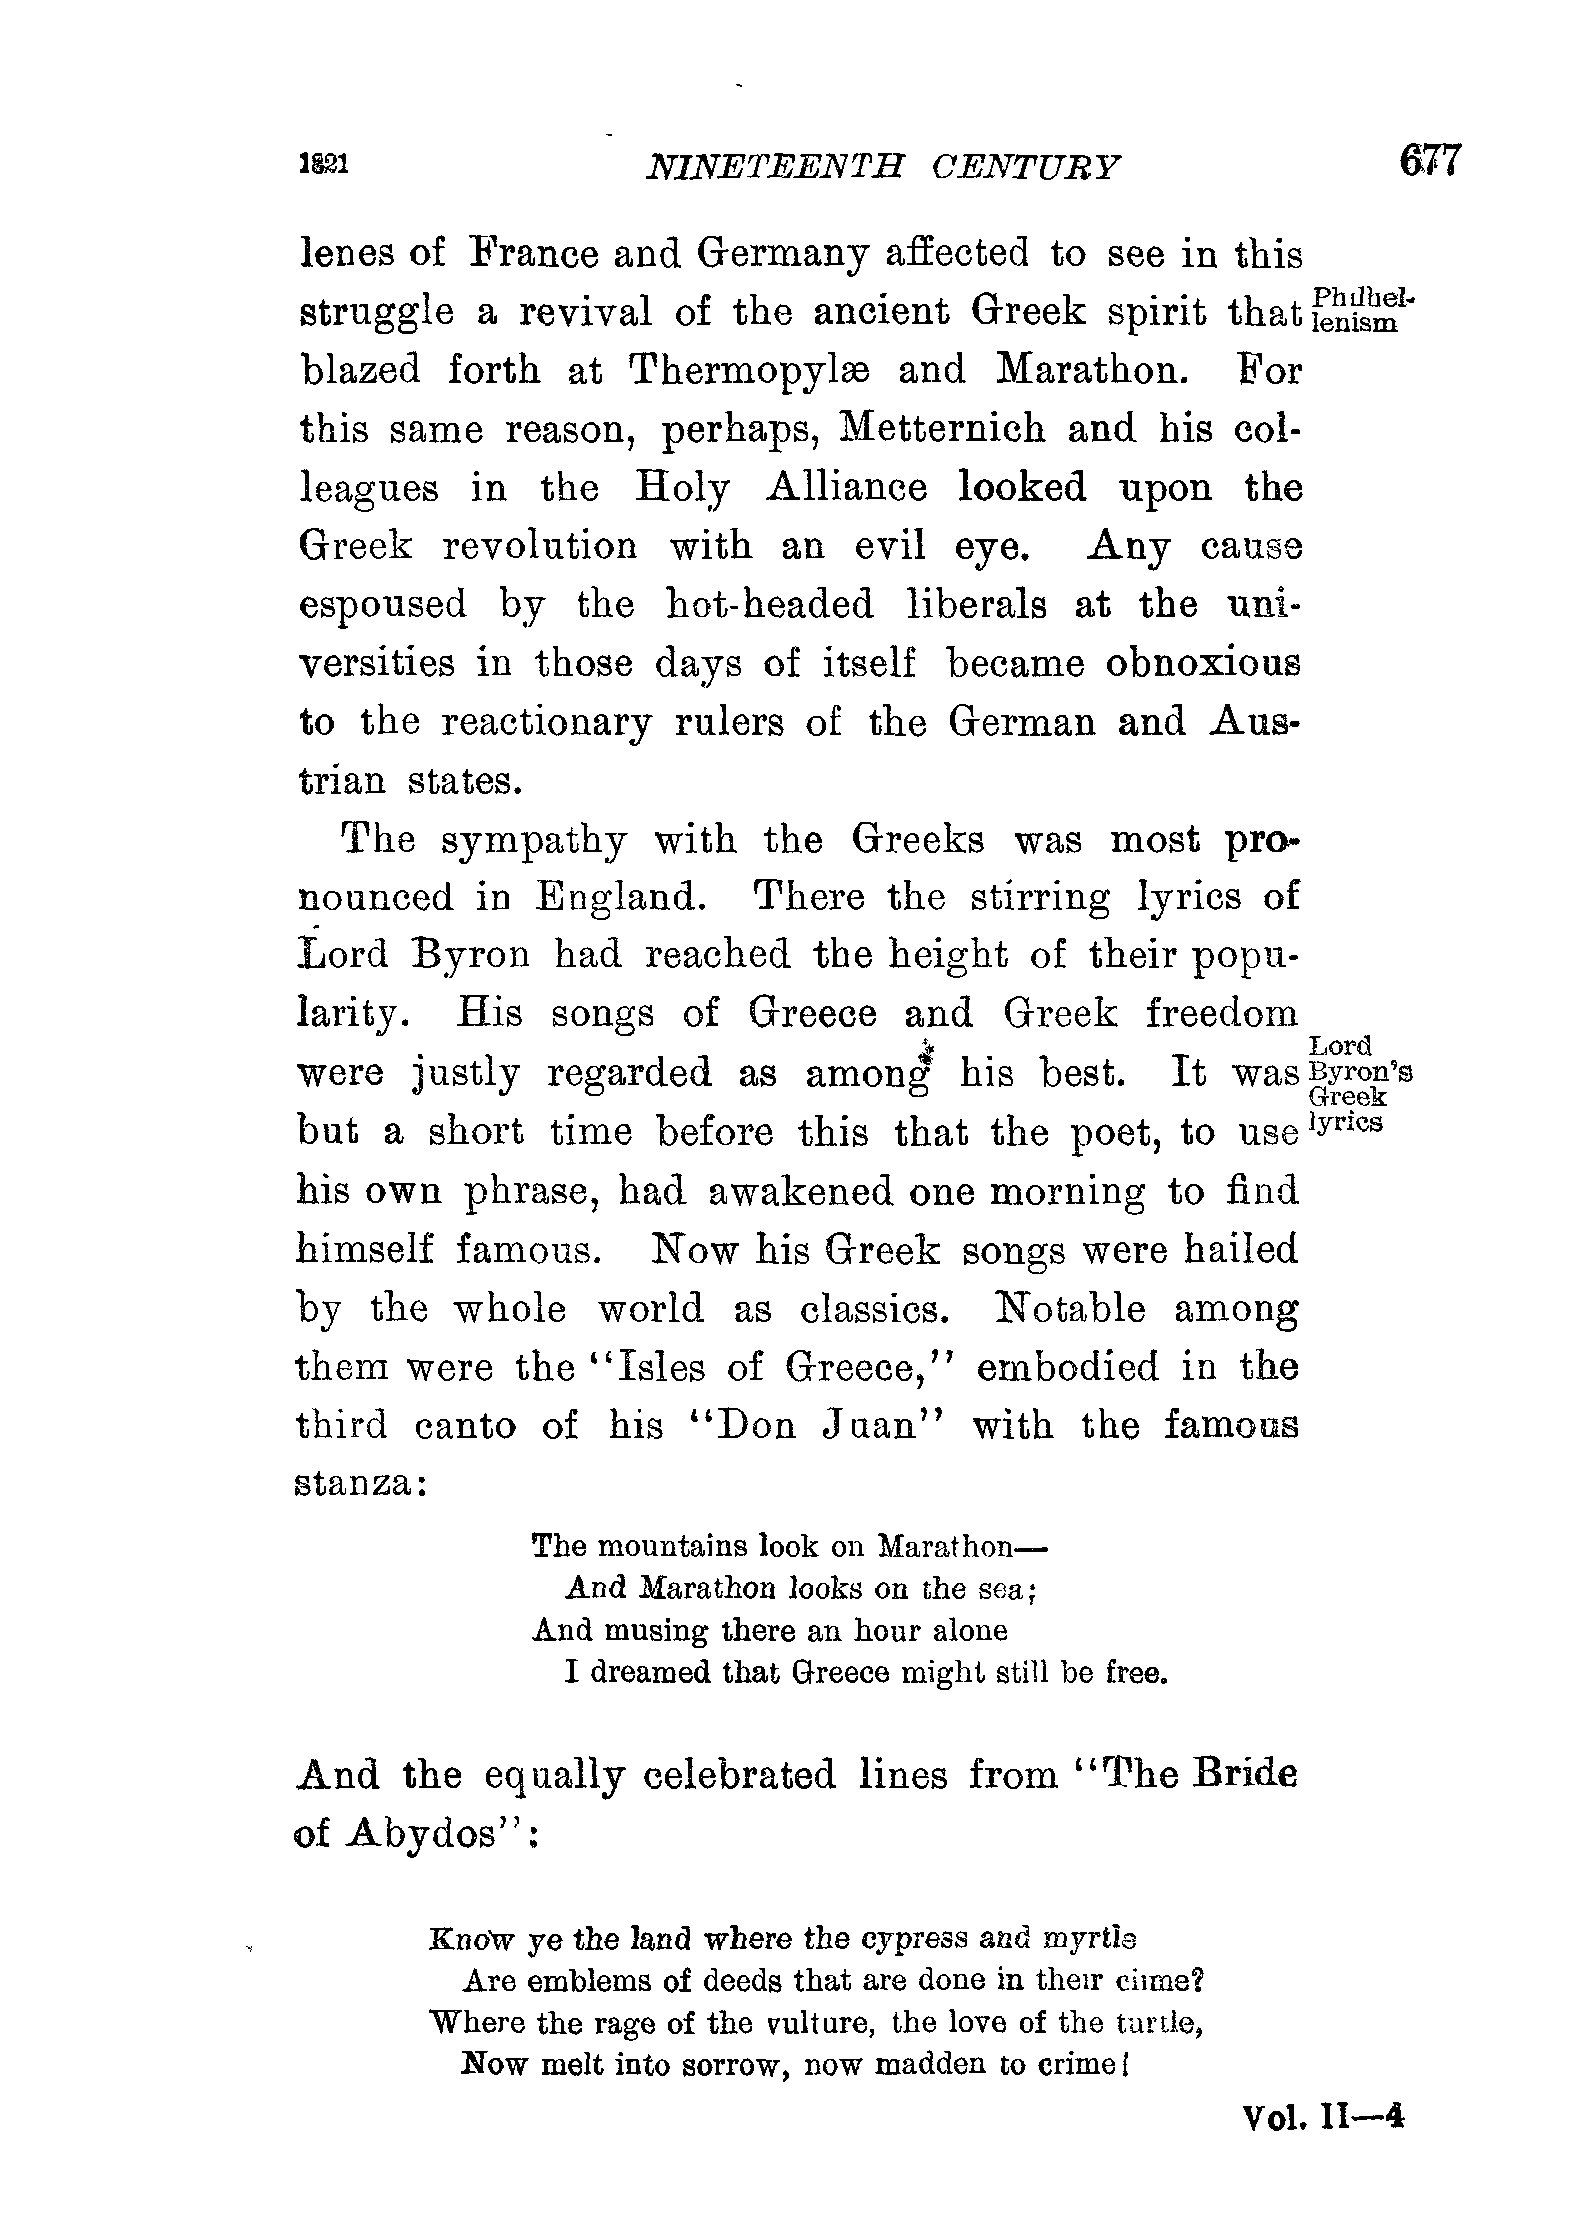 1821 NINETEENTH CENTURY 677
lenes of France and Germany affected to see in this
struggle a revival of the ancient Greek spirit that
Philhel-
lenism
blazed forth at Thermopylæ and Marathon. For
this same reason, perhaps, Metternich and his col-
leagues in the Holy Alliance looked upon the
Greek revolution with an evil eye. Any cause
espoused by the hot-headed liberals at the uni-
versities in those days of itself became obnoxious
to the reactionary rulers of the German and Aus-
trian states.
The sympathy with the Greeks was most pro-
nounced in England. There the stirring lyrics of
Lord Byron had reached the height of their popu-
larity. His songs of Greece and Greek freedom
were justly regarded as among his best. It was
Lord
Byron's
Greek
lyrics
but a short time before this that the poet, to use
his own phrase, had awakened one morning to find
himself famous. Now his Greek songs were hailed
by the whole world as classics. Notable among
them were the "Isles of Greece," embodied in the
third canto of his "Don Juan" with the famous
stanza:
The mountains look on Marathon—
And Marathon looks on the sea;
And musing there an hour alone
I dreamed that Greece might still be free.
And the equally celebrated lines from "The Bride
of Abydos":
Know ye the land where the cypress and myrtle
Are emblems of deeds that are done in their clime?
Where the rage of the vulture, the love of the turtle,
Now melt into sorrow, now madden to crime!
Vol. II—4